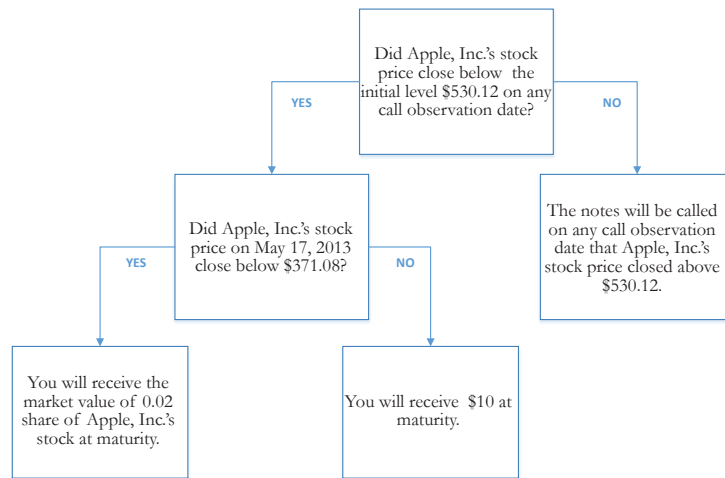 Did Apple, Inc.'s stock
price close below the
initial level $530.12 on any
call observation date?
YES
NO
Did Apple, Inc.'s stock
price on May 17, 2013
close below $371.08?
The notes will be called
on any call observation
date that Apple, Inc.'s
stock price closed above
$530.12.
YES
NO
You will receive the
market value of 0.02
share of Apple, Inc.'s
stock at maturity.
You will receive $10 at
maturity.